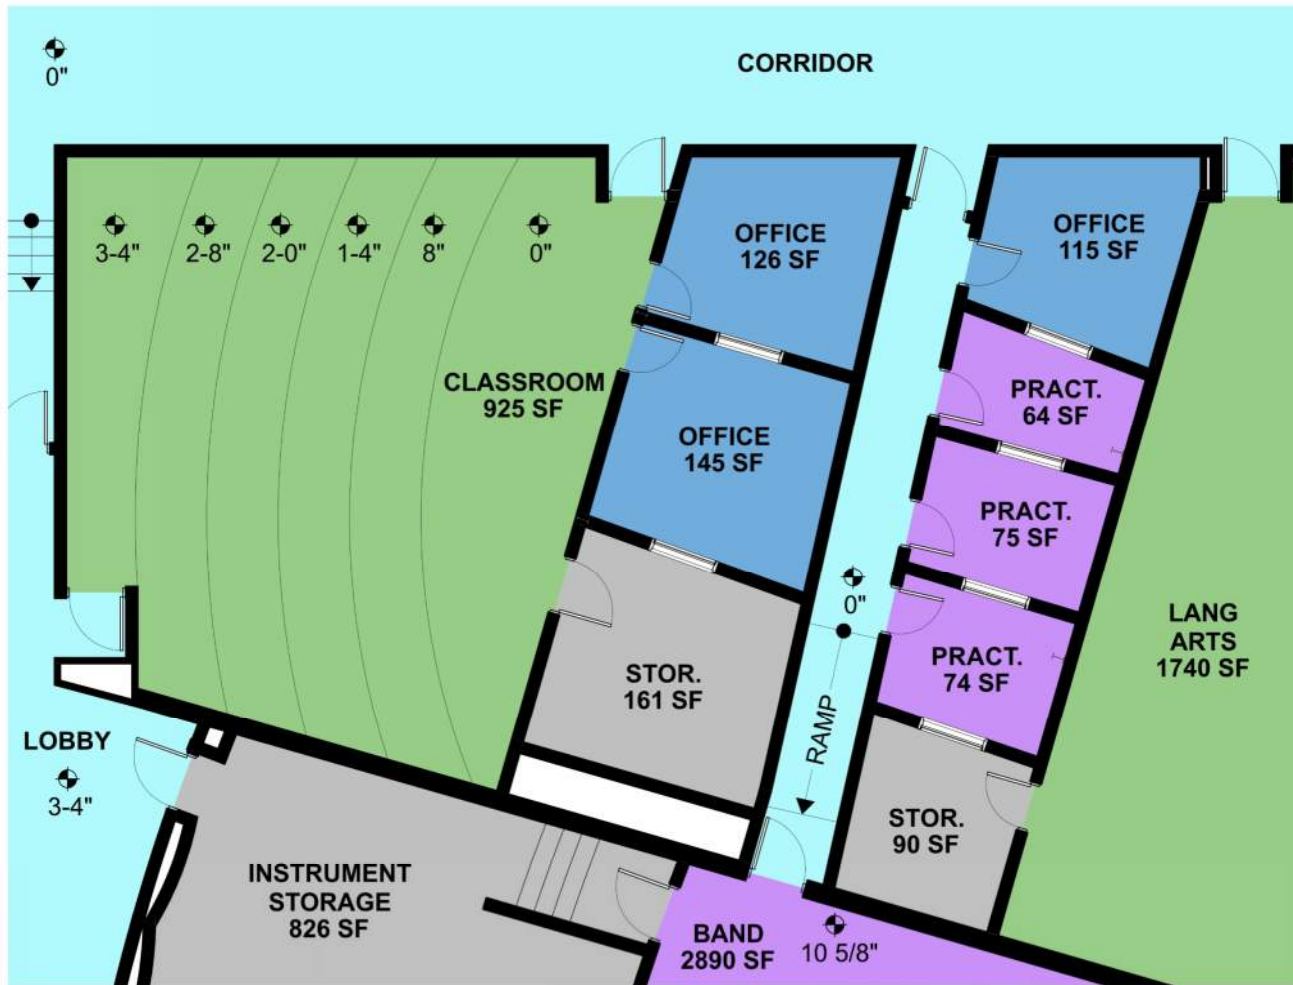 0"
CORRIDOR
3-4"
2-8"
2-0"
1-4"
8"
0"
OFFICE
126 SF
OFFICE
115 SF
CLASSROOM
925 SF
PRACT.
64 SF
OFFICE
145 SF
PRACT.
75 SF
0"
LANG
ARTS
1740 SF
STOR.
161 SF
PRACT.
74 SF
RAMP
LOBBY
3-4"
STOR.
90 SF
INSTRUMENT
STORAGE
826 SF
BAND
2890 SF
10 5/8"